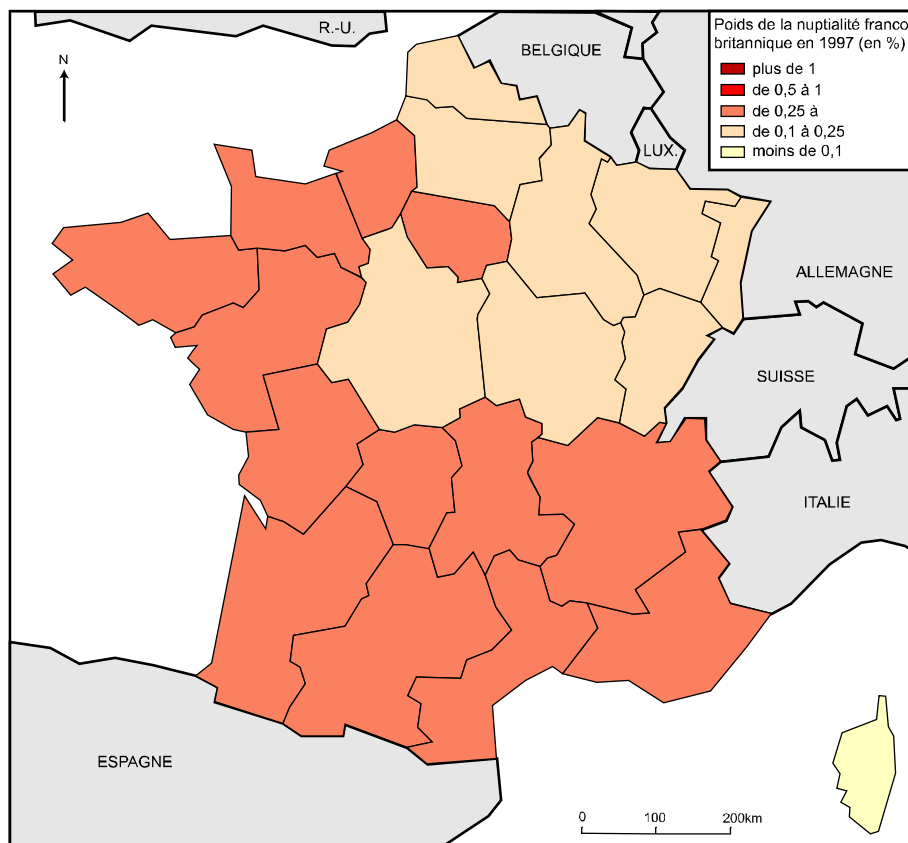 R.-U.
BELGIQUE
Poids de la nuptialité franco
britannique en 1997 (en %)
plus de 1
de 0,5 à 1
de 0,25 à
de 0,1 à 0,25
moins de 0,1
N
LUX.
ALLEMAGNE
SUISSE
ITALIE
ESPAGNE
0 100 200km